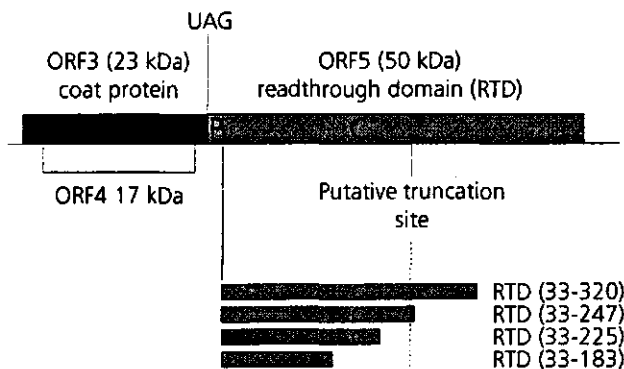 UAG
ORF3 (23 kDa)
coat protein
ORF5 (50 kDa)
readthrough domain (RTD)
ORF4 17 kDa
Putative truncation
site
RTD (33-320)
RTD (33-247)
RTD (33-225)
RTD (33-183)